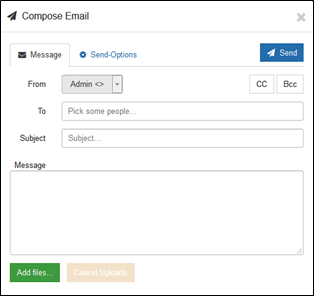 Compose Email
Message Send-Options Send
From Admin <> CC Bcc
To Pick some people...
Subject Subject...
Message
Add files... Cancel Uploads